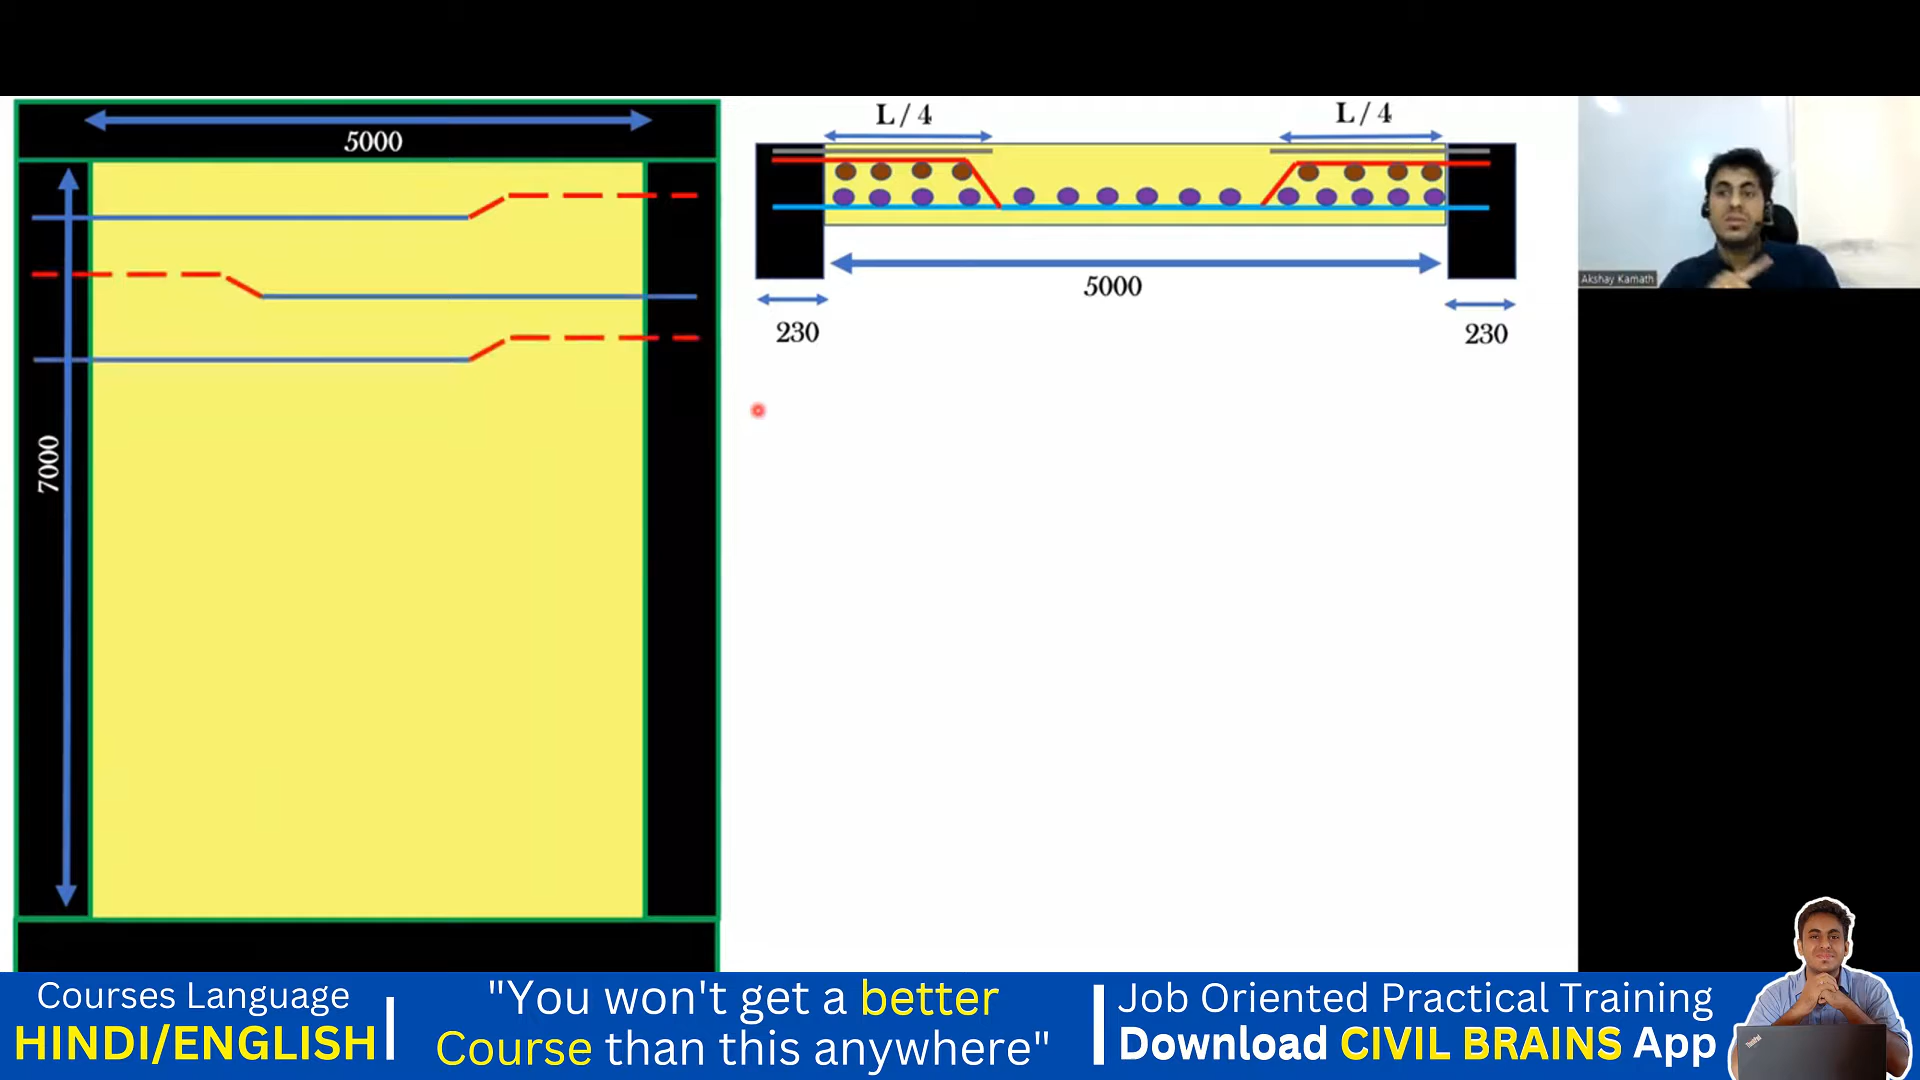 5000
7000
L / 4
L / 4
5000
230
230
Akshay Kamath
Courses Language
HINDI/ENGLISH
"You won't get a better
Course than this anywhere"
Job Oriented Practical Training
Download CIVIL BRAINS App
ThinkPad